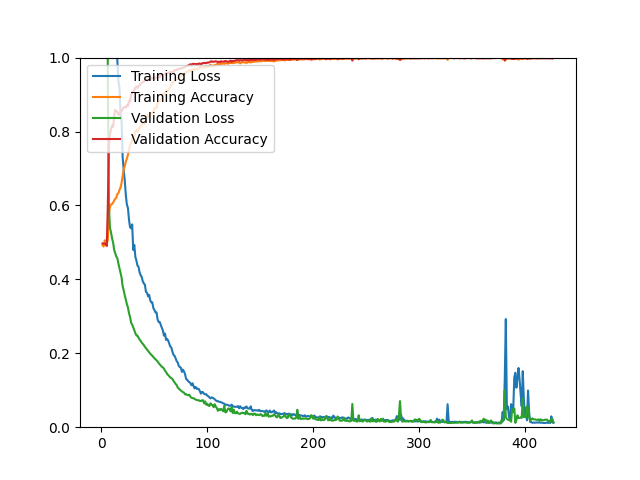 1.0
0.8
0.6
0.4
0.2
0.0
Training Loss
Training Accuracy
Validation Loss
Validation Accuracy
0 100 200 300 400